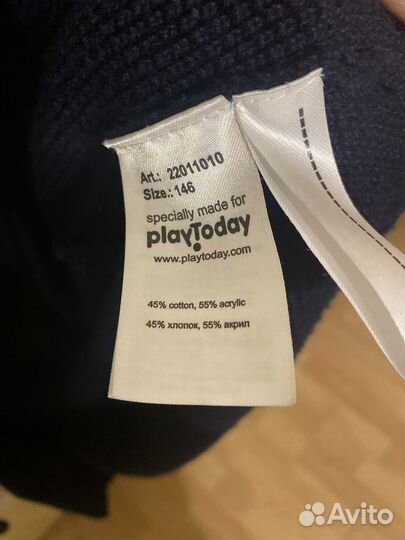 Art.: 22011010
Size.: 146
specially made for
playToday
www.playtoday.com
45% cotton, 55% acrylic
45% хлопок, 55% акрил
Avito